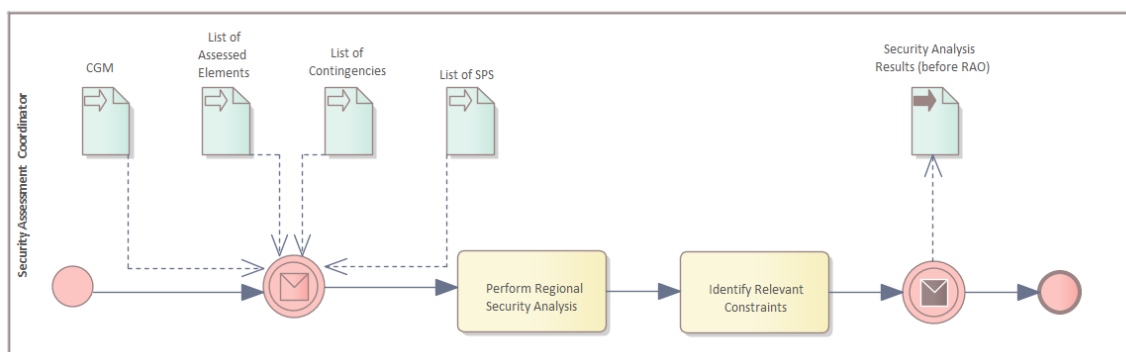 Security Assessment Coordinator
CGM
List of
Assessed
Elements
List of
Contingencies
List of SPS
Security Analysis
Results (before RAO)
Perform Regional
Security Analysis
Identify Relevant
Constraints